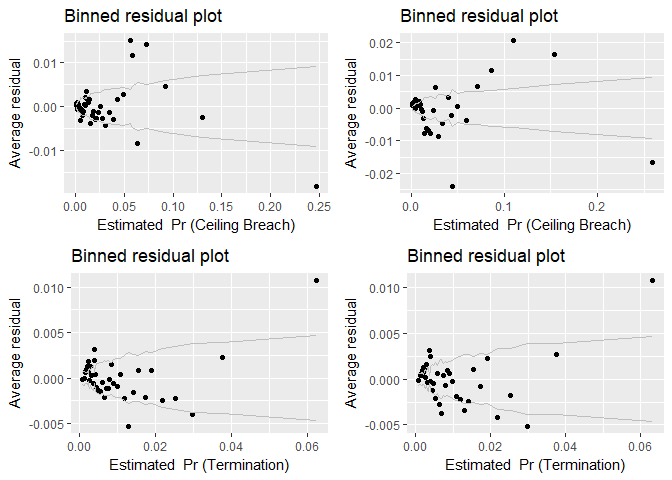 Binned residual plot
Average residual
0.01
0.00
-0.01
0.00
0.05
0.10
0.15
0.20
0.25
Estimated  Pr (Ceiling Breach)
Binned residual plot
Average residual
0.02
0.01
0.00
-0.01
-0.02
0.0
0.1
0.2
Estimated  Pr (Ceiling Breach)
Binned residual plot
Average residual
0.010
0.005
0.000
-0.005
0.00
0.02
0.04
0.06
Estimated  Pr (Termination)
Binned residual plot
Average residual
0.010
0.005
0.000
-0.005
0.00
0.02
0.04
0.06
Estimated  Pr (Termination)